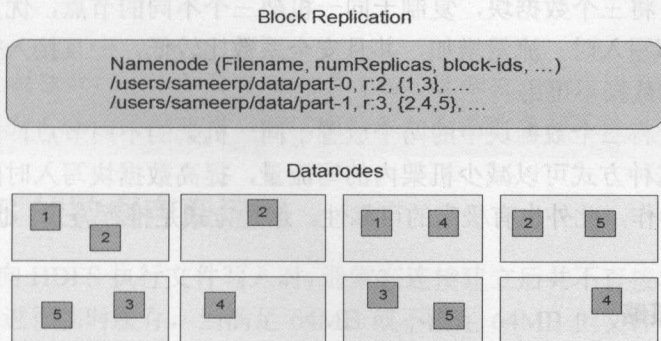 Block Replication
Namenode (Filename, numReplicas, block-ids, …)
/users/sameerp/data/part-0, r:2, {1,3}, …
/users/sameerp/data/part-1, r:3, {2,4,5}, …
Datanodes
1
2
2
1 4
2 5
5 3
4
3
5
4